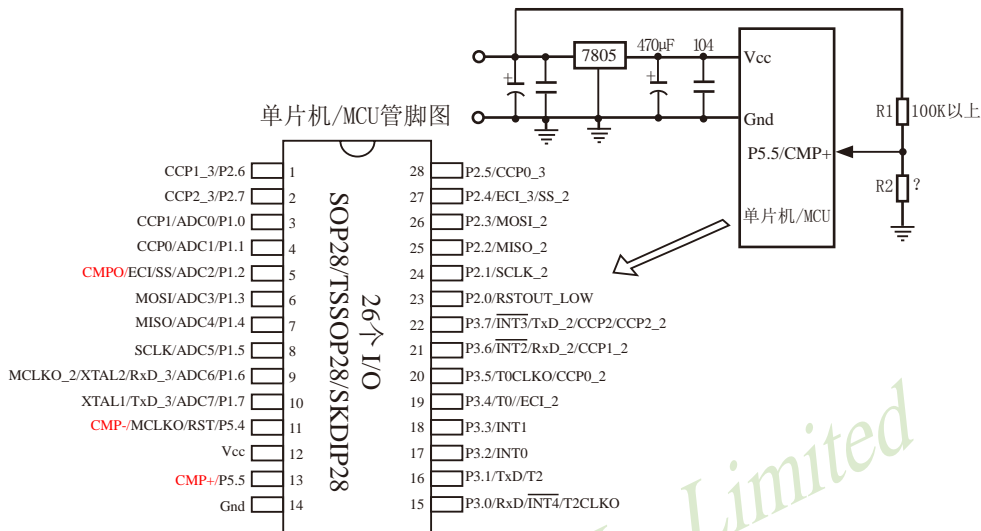 7805
470μF
104
Vcc
Gnd
P5.5/CMP+
单片机/MCU
R1
100K以上
R2
?
单片机/MCU管脚图
SOP28/TSSOP28/SKDIP28
26个 I/O
CCP1_3/P2.6 1
CCP2_3/P2.7 2
CCP1/ADC0/P1.0 3
CCP0/ADC1/P1.1 4
CMPO/ECI/SS/ADC2/P1.2 5
MOSI/ADC3/P1.3 6
MISO/ADC4/P1.4 7
SCLK/ADC5/P1.5 8
MCLKO_2/XTAL2/RxD_3/ADC6/P1.6 9
XTAL1/TxD_3/ADC7/P1.7 10
CMP-/MCLKO/RST/P5.4 11
Vcc 12
CMP+/P5.5 13
Gnd 14
28 P2.5/CCP0_3
27 P2.4/ECI_3/SS_2
26 P2.3/MOSI_2
25 P2.2/MISO_2
24 P2.1/SCLK_2
23 P2.0/RSTOUT_LOW
22 P3.7/INT3/TxD_2/CCP2/CCP2_2
21 P3.6/INT2/RxD_2/CCP1_2
20 P3.5/T0CLKO/CCP0_2
19 P3.4/T0//ECI_2
18 P3.3/INT1
17 P3.2/INT0
16 P3.1/TxD/T2
15 P3.0/RxD/INT4/T2CLKO
Limited